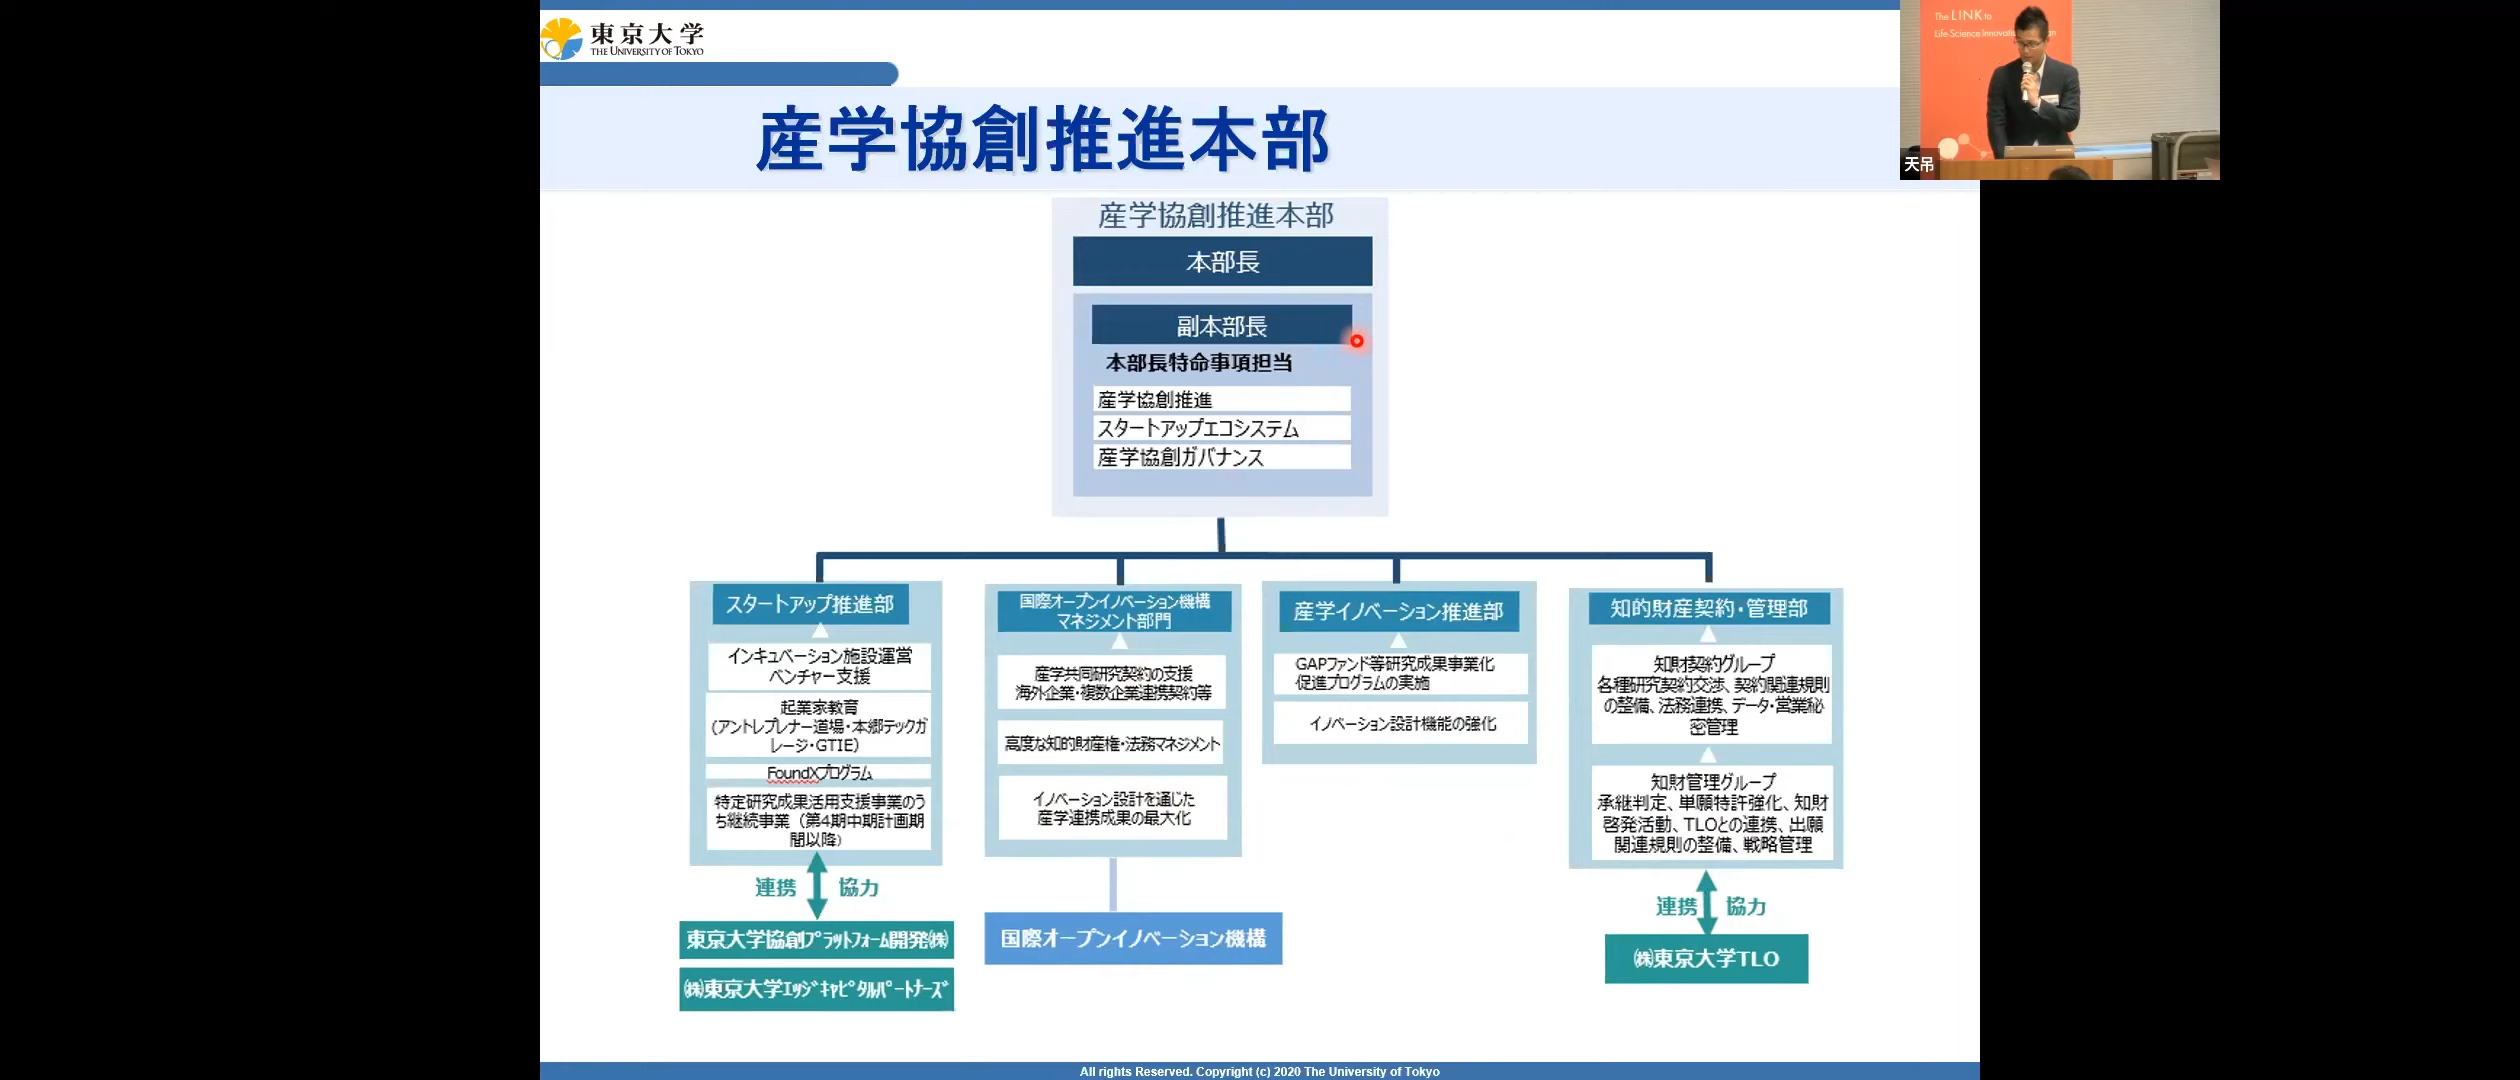 東京大学
THE UNIVERSITY OF TOKYO
産学協創推進本部
The LINK to
Life-Science Innovati
天吊
産学協創推進本部
本部長
副本部長
本部長特命事項担当
産学協創推進
スタートアップエコシステム
産学協創ガバナンス
スタートアップ推進部
インキュベーション施設運営
ベンチャー支援
起業家教育
(アントレプレナー道場・本郷テックガ
レージ・GTIE)
FoundXプログラム
特定研究成果活用支援事業のう
ち継続事業（第4期中期計画期
間以降)
連携 協力
東京大学協創ﾌﾟﾗｯﾄﾌｫｰﾑ開発㈱
㈱東京大学ｴｯｼﾞｷｬﾋﾟﾀﾙﾊﾟｰﾄﾅｰｽﾞ
国際オープンイノベーション機構
マネジメント部門
産学共同研究契約の支援
海外企業・複数企業連携契約等
高度な知的財産権・法務マネジメント
イノベーション設計を通じた
産学連携成果の最大化
国際オープンイノベーション機構
産学イノベーション推進部
GAPファンド等研究成果事業化
促進プログラムの実施
イノベーション設計機能の強化
知的財産契約・管理部
知財契約グループ
各種研究契約交渉、契約関連規則
の整備、法務連携、データ・営業秘
密管理
知財管理グループ
承継判定、単願特許強化、知財
啓発活動、TLOとの連携、出願
関連規則の整備、戦略管理
連携 協力
㈱東京大学TLO
All rights Reserved. Copyright (c) 2020 The University of Tokyo